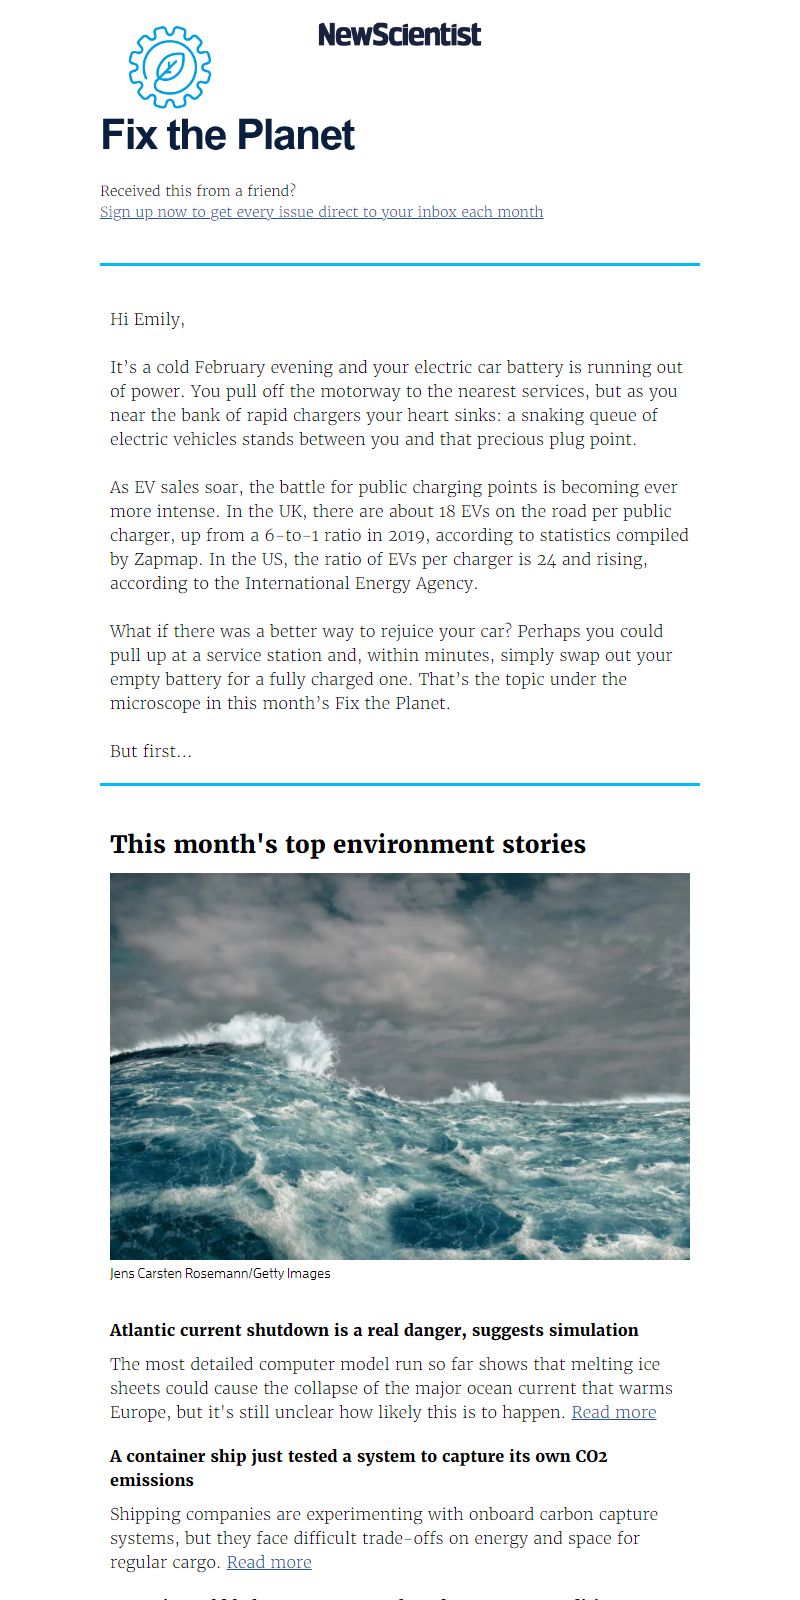 NewScientist
Fix the Planet
Received this from a friend?
Sign up now to get every issue direct to your inbox each month
Hi Emily,
It’s a cold February evening and your electric car battery is running out
of power. You pull off the motorway to the nearest services, but as you
near the bank of rapid chargers your heart sinks: a snaking queue of
electric vehicles stands between you and that precious plug point.
As EV sales soar, the battle for public charging points is becoming ever
more intense. In the UK, there are about 18 EVs on the road per public
charger, up from a 6-to-1 ratio in 2019, according to statistics compiled
by Zapmap. In the US, the ratio of EVs per charger is 24 and rising,
according to the International Energy Agency.
What if there was a better way to rejuice your car? Perhaps you could
pull up at a service station and, within minutes, simply swap out your
empty battery for a fully charged one. That’s the topic under the
microscope in this month’s Fix the Planet.
But first...
This month's top environment stories
Jens Carsten Rosemann/Getty Images
Atlantic current shutdown is a real danger, suggests simulation
The most detailed computer model run so far shows that melting ice
sheets could cause the collapse of the major ocean current that warms
Europe, but it's still unclear how likely this is to happen. Read more
A container ship just tested a system to capture its own CO2
emissions
Shipping companies are experimenting with onboard carbon capture
systems, but they face difficult trade-offs on energy and space for
regular cargo. Read more